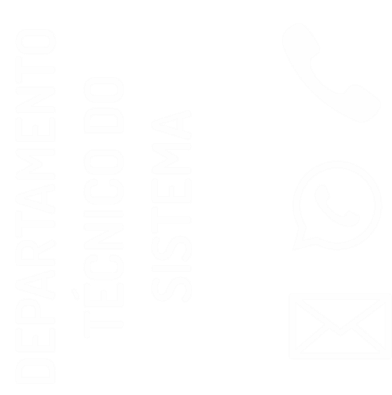 DEPARTAMENTO
TÉCNICO DO
SISTEMA